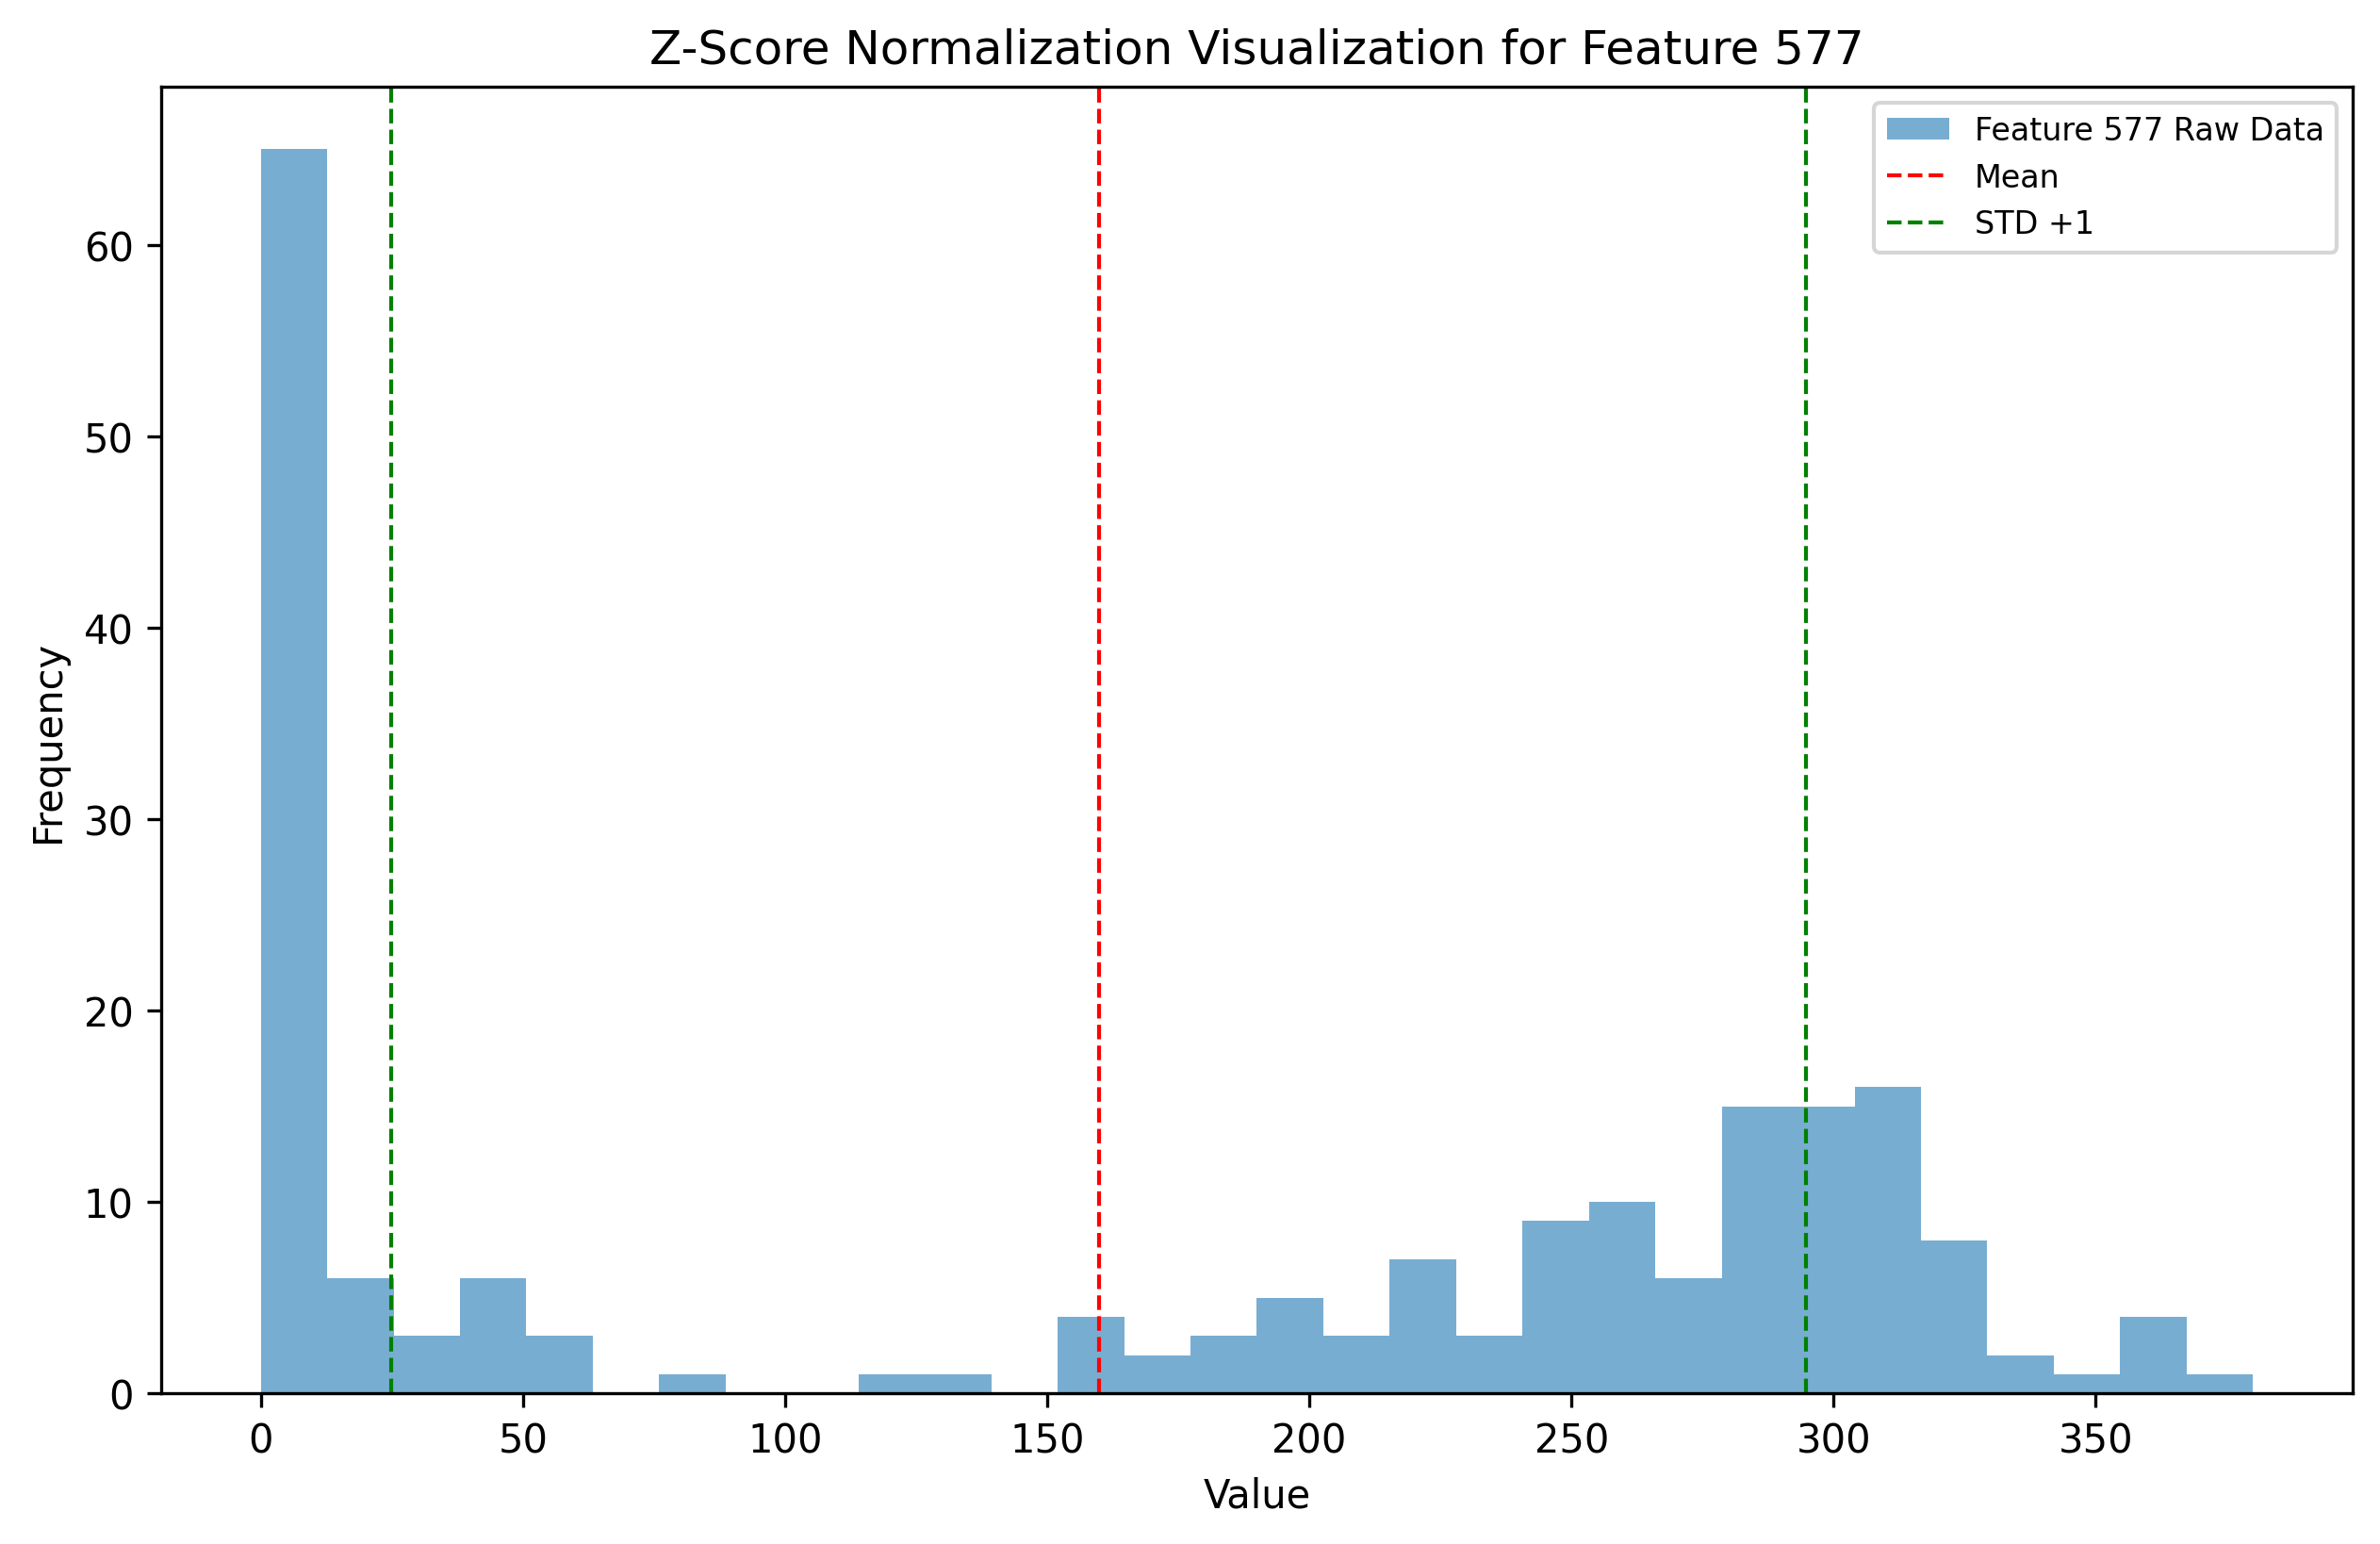 Z-Score Normalization Visualization for Feature 577
Feature 577 Raw Data
Mean
STD +1
Frequency
60
50
40
30
20
10
0
0 50 100 150 200 250 300 350
Value